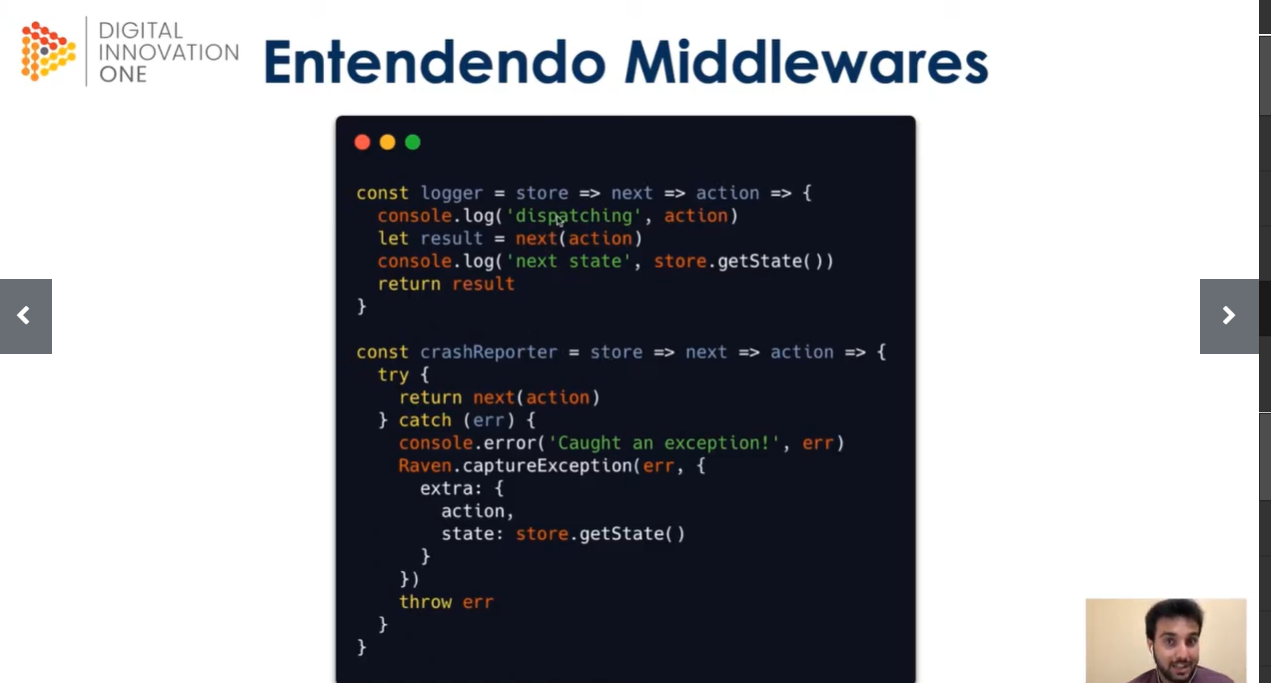 DIGITAL
INNOVATION
ONE
Entendendo Middlewares
const logger = store => next => action => {
  console.log('dispatching', action)
  let result = next(action)
  console.log('next state', store.getState())
  return result
}

const crashReporter = store => next => action => {
  try {
    return next(action)
  } catch (err) {
    console.error('Caught an exception!', err)
    Raven.captureException(err, {
      extra: {
        action,
        state: store.getState()
      }
    })
    throw err
  }
}